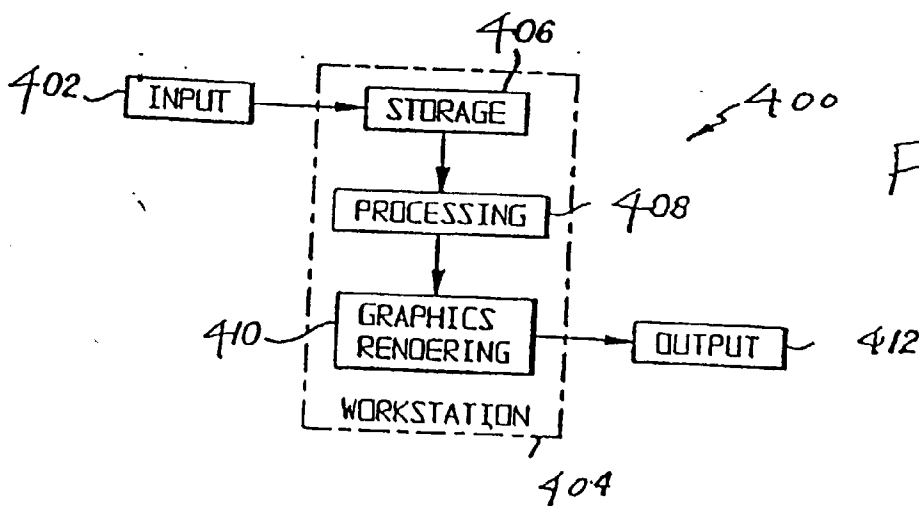 406
402
INPUT
STORAGE
400
F
PROCESSING
408
410
GRAPHICS
RENDERING
OUTPUT
412
WORKSTATION
404